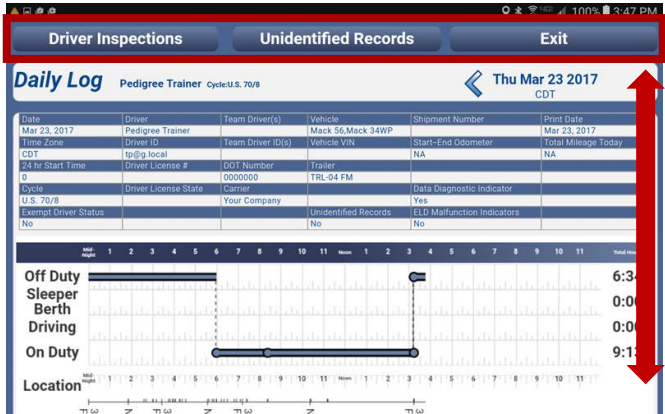 100% 3:47 PM
Driver Inspections Unidentified Records Exit
Daily Log Pedigree Trainer Cycle:U.S. 70/8 Thu Mar 23 2017
CDT
Date Driver Team Driver(s) Vehicle Shipment Number Print Date
Mar 23, 2017 Pedigree Trainer Mack 56,Mack 34WP Mar 23, 2017
Time Zone Driver ID Team Driver ID(s) Vehicle VIN Start-End Odometer Total Mileage Today
CDT tp@g.local NA NA
24 hr Start Time Driver License # DOT Number Trailer
0 0000000 TRL-04 FM
Cycle Driver License State Carrier Data Diagnostic Indicator
U.S. 70/8 Your Company Yes
Exempt Driver Status Unidentified Records ELD Malfunction Indicators
No No No
Mid-Night 1 2 3 4 5 6 7 8 9 10 11 Noon 1 2 3 4 5 6 7 8 9 10 11 Total
Off Duty 6:3
Sleeper
Berth 0:0
Driving 0:0
On Duty 9:1
Location Mid-Night 1 2 3 4 5 6 7 8 9 10 11 Noon 1 2 3 4 5 6 7 8 9 10 11